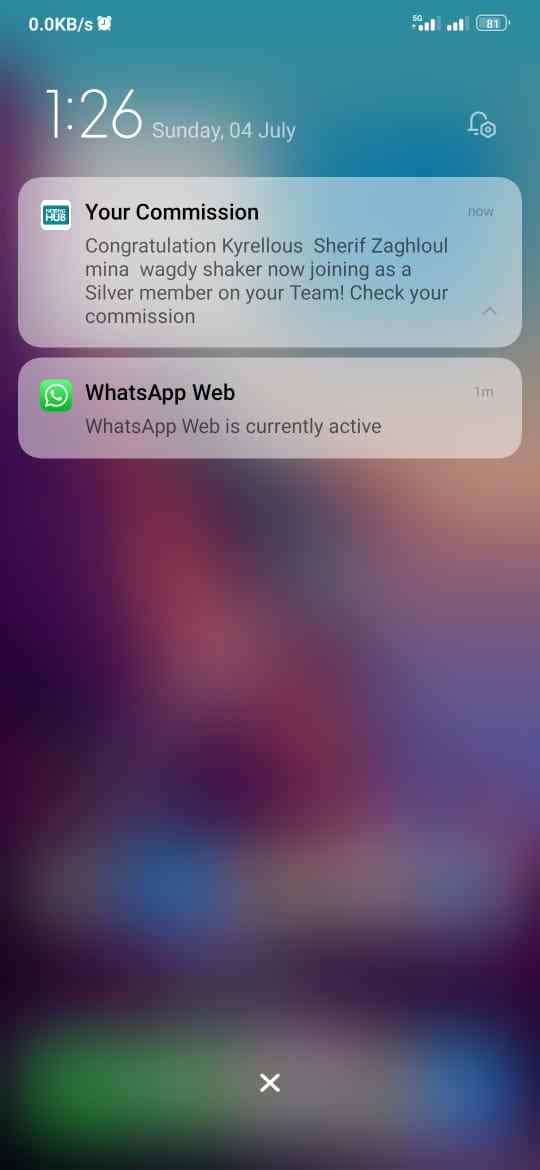 0.0KB/s
5G
81
1:26 Sunday, 04 July
Your Commission now
Congratulation Kyrellous  Sherif Zaghloul
mina  wagdy shaker now joining as a
Silver member on your Team! Check your
commission
WhatsApp Web 1m
WhatsApp Web is currently active